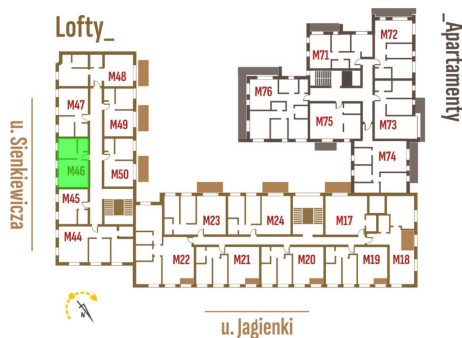 Lofty_
_Apartamenty
M72
M71
M48
M76
M47
M49
M75
M73
u. Sienkiewicza
M46
M50
M74
M45
M23
M24
M17
M44
M22
M21
M20
M19
M18
N
u. Jagienki